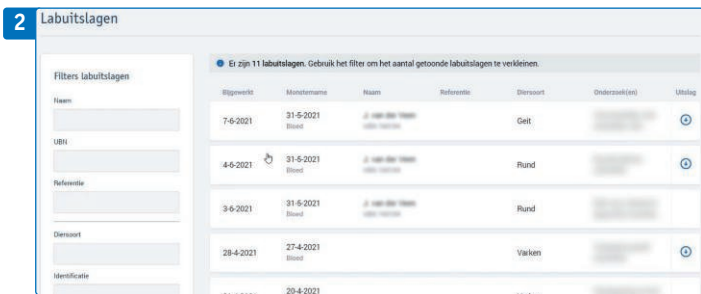 2
Labuitslagen
Filters labuitslagen
Naam
UBN
Referentie
Diersoort
Identificatie
Er zijn 11 labuitslagen. Gebruik het filter om het aantal getoonde labuitslagen te verkleinen.
Bijgewerkt Monstername Naam Referentie Diersoort Onderzoek(en) Uitslag
7-6-2021 31-5-2021 Geit
Bloed
4-6-2021 31-5-2021 Rund
Bloed
3-6-2021 31-5-2021 Rund
Bloed
28-4-2021 27-4-2021 Varken
Bloed
20-4-2021